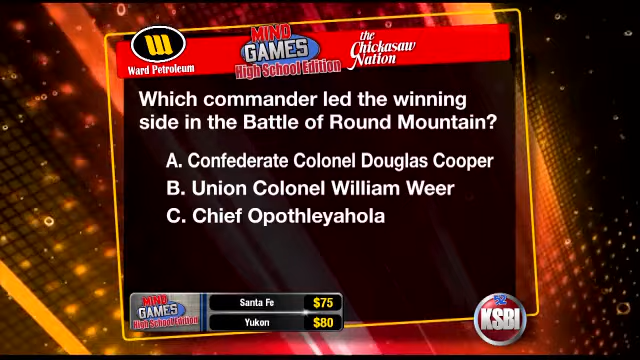 Ward Petroleum
MIND
GAMES
High School Edition
the
Chickasaw
Nation
Which commander led the winning
side in the Battle of Round Mountain?
A. Confederate Colonel Douglas Cooper
B. Union Colonel William Weer
C. Chief Opothleyahola
MIND
GAMES
High School Edition
Santa Fe $75
Yukon $80
52
KSBI